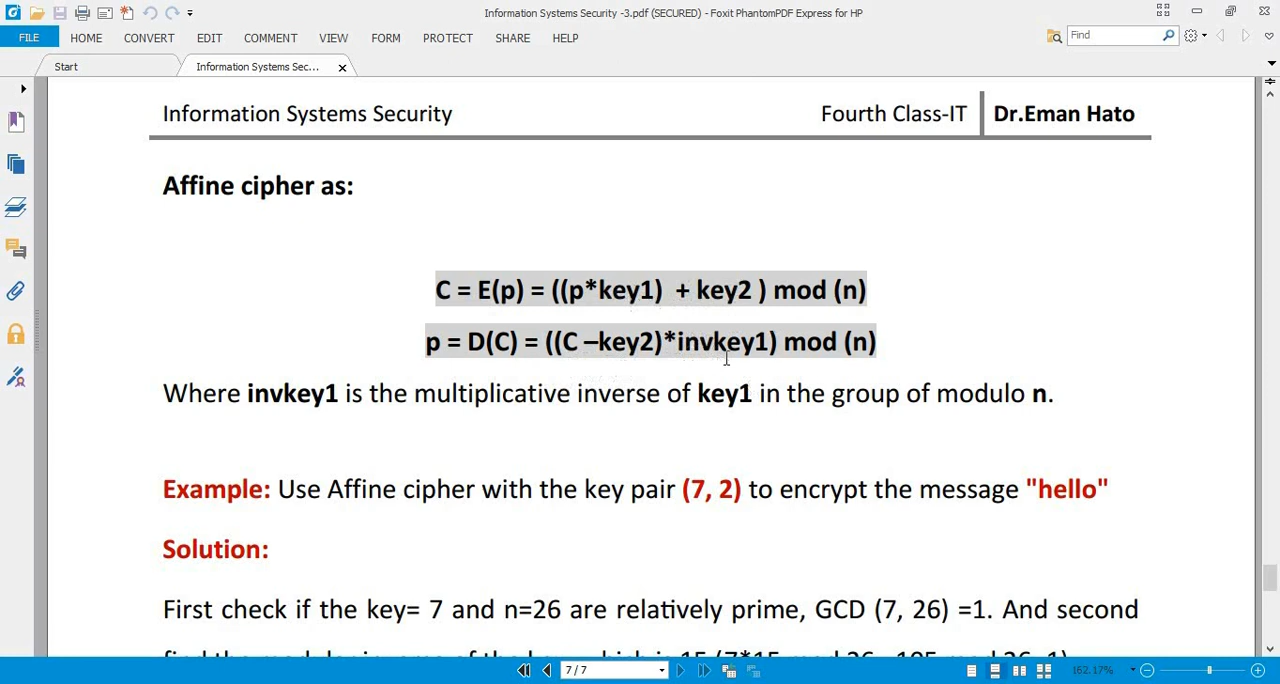 Information Systems Security -3.pdf (SECURED) - Foxit PhantomPDF Express for HP
FILE HOME CONVERT EDIT COMMENT VIEW FORM PROTECT SHARE HELP
Find
Start
Information Systems Sec...
Information Systems Security Fourth Class-IT Dr.Eman Hato
Affine cipher as:
C = E(p) = ((p*key1) + key2 ) mod (n)
p = D(C) = ((C –key2)*invkey1) mod (n)
Where invkey1 is the multiplicative inverse of key1 in the group of modulo n.
Example: Use Affine cipher with the key pair (7, 2) to encrypt the message "hello"
Solution:
First check if the key= 7 and n=26 are relatively prime, GCD (7, 26) =1. And second
7/7
162.17%